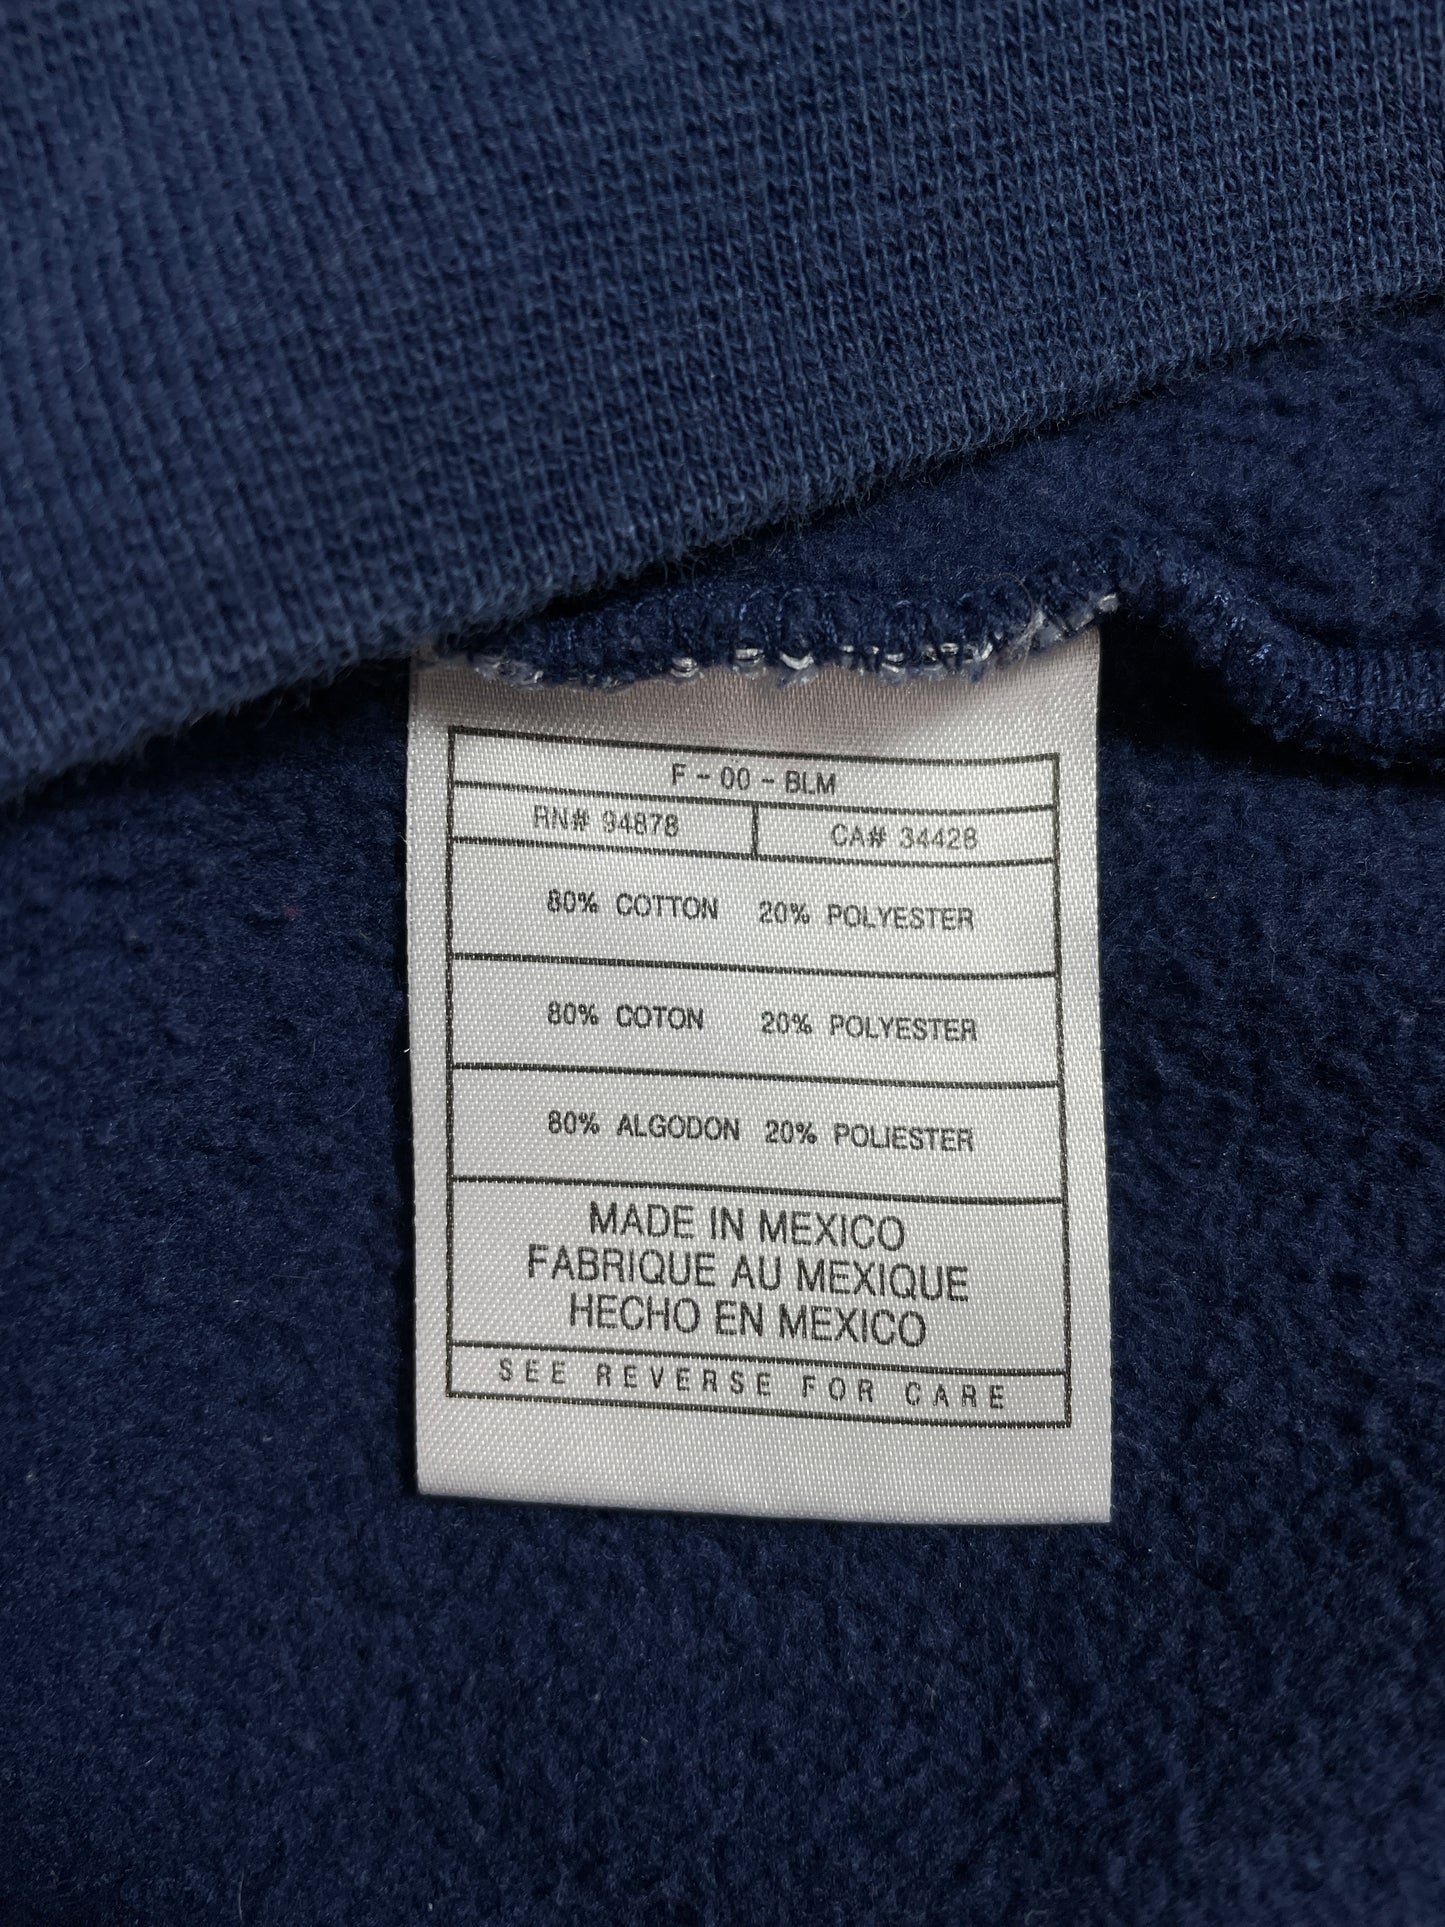 F - 00 - BLM
RN# 94878 CA# 34428
80% COTTON 20% POLYESTER
80% COTON 20% POLYESTER
80% ALGODON 20% POLIESTER
MADE IN MEXICO
FABRIQUE AU MEXIQUE
HECHO EN MEXICO
SEE REVERSE FOR CARE